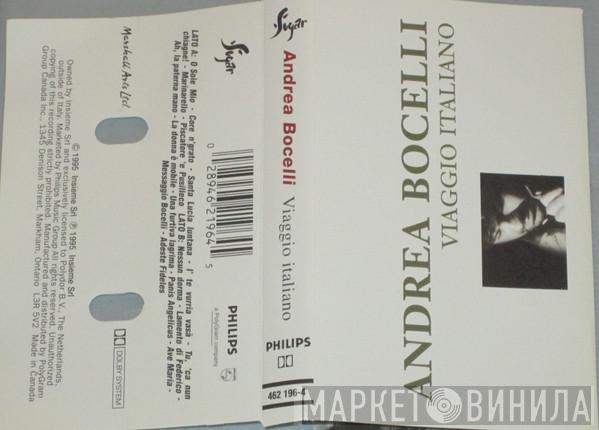 Marshall Arts Ltd.
℗ 1995 Insieme Srl © 1995 Insieme Srl
Owned by Insieme Srl and exclusively licensed to Polydor B.V., The Netherlands,
outside of Italy. Marketed by Philips Music Group All rights reserved. Unauthorized
copying of this recording strictly prohibited. Manufactured and distributed by PolyGram
Group Canada Inc., 1345 Denison Street, Markham, Ontario L3R 5V2 Made in Canada
DOLBY SYSTEM
Sugar
LATO A: O Sole Mio - Core n'grato - Santa Lucia lontana - I' te vurria vasà - Tu, 'ca nun
chiagne! - Marinarello - Piscatore 'e Pusilleco LATO B: Nessun dorma - Lamento di Federico -
Ah, la paterna mano - La donna è mobile - Una furtiva lagrima - Panis Angelicus - Ave Maria -
Messaggio Bocelli - Adeste Fideles
0 28946 21964 5
PHILIPS
a PolyGram company
Sugar
Andrea Bocelli Viaggio italiano
PHILIPS
462 196-4
ANDREA BOCELLI
VIAGGIO ITALIANO
МАРКЕТ ВИНИЛА